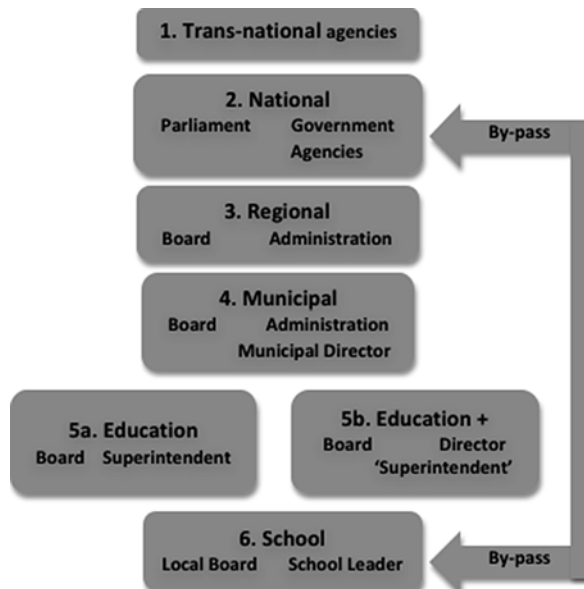 1. Trans-national agencies
2. National
Parliament Government
Agencies
By-pass
3. Regional
Board Administration
4. Municipal
Board Administration
Municipal Director
5a. Education
Board Superintendent
5b. Education +
Board Director
‘Superintendent’
6. School
Local Board School Leader
By-pass